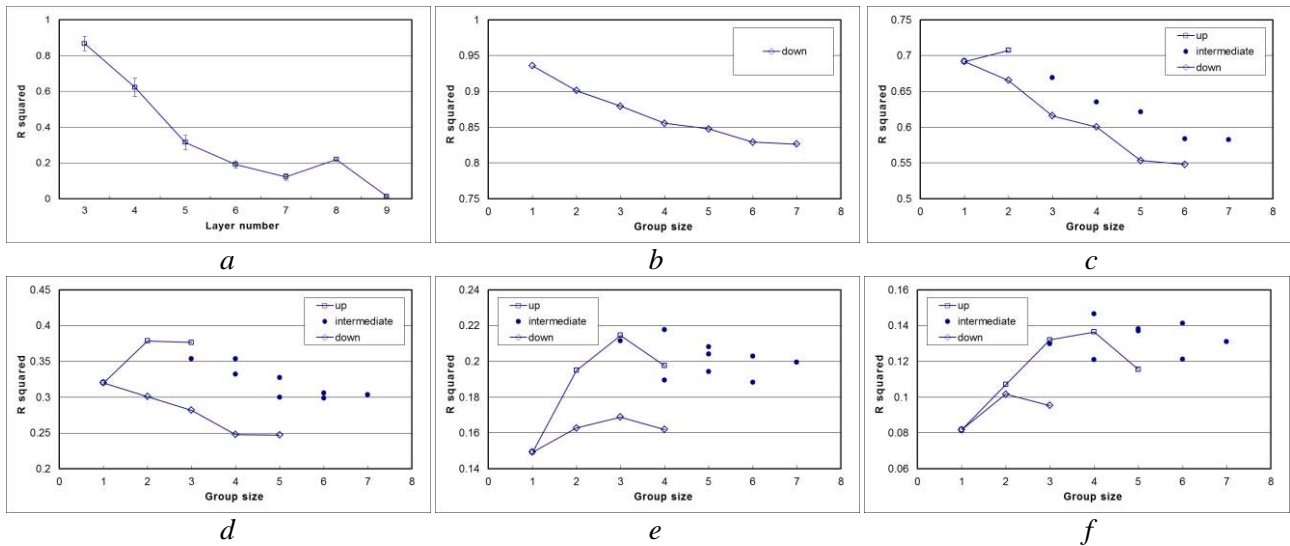 1
0.8
0.6
0.4
0.2
0
R squared
3 4 5 6 7 8 9
Layer number
a
1
0.95
0.9
0.85
0.8
0.75
R squared
down
0 1 2 3 4 5 6 7 8
Group size
b
0.75
0.7
0.65
0.6
0.55
0.5
R squared
up
intermediate
down
0 1 2 3 4 5 6 7 8
Group size
c
0.45
0.4
0.35
0.3
0.25
0.2
R squared
up
intermediate
down
0 1 2 3 4 5 6 7 8
Group size
d
0.24
0.22
0.2
0.18
0.16
0.14
R squared
up
intermediate
down
0 1 2 3 4 5 6 7 8
Group size
e
0.16
0.14
0.12
0.1
0.08
0.06
R squared
up
intermediate
down
0 1 2 3 4 5 6 7 8
Group size
f